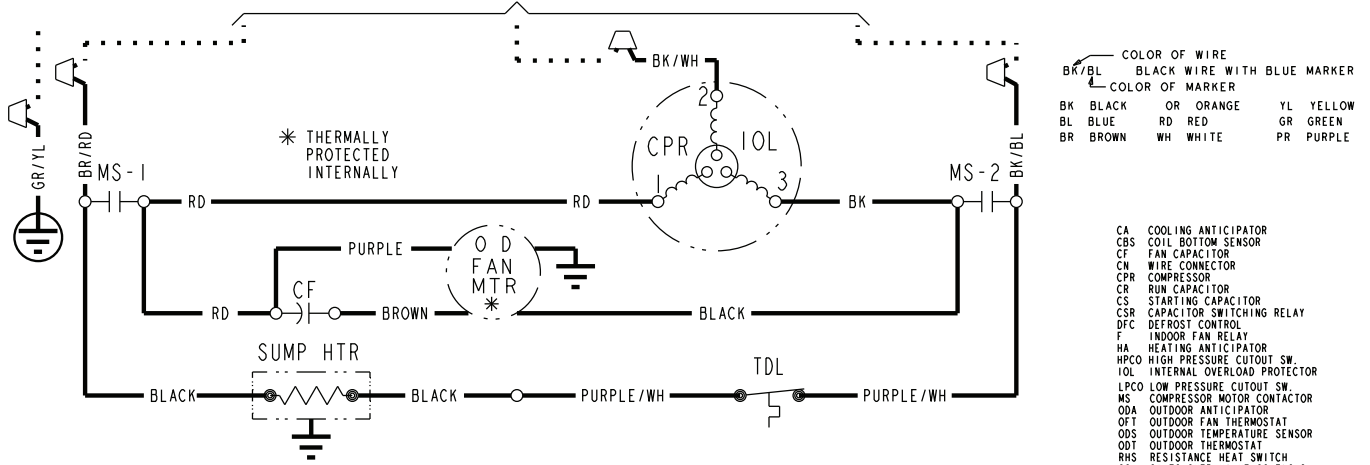 COLOR OF WIRE
BK/BL BLACK WIRE WITH BLUE MARKER
COLOR OF MARKER
BK BLACK OR ORANGE YL YELLOW
BL BLUE RD RED GR GREEN
BR BROWN WH WHITE PR PURPLE
BK/WH
2
CPR IOL
1 3
* THERMALLY
PROTECTED
INTERNALLY
GR/YL
BR/RD
BK/BL
MS-1
MS-2
RD RD BK
PURPLE
O D
FAN
MTR
*
CF
RD BROWN BLACK
SUMP HTR
TDL
BLACK BLACK PURPLE/WH PURPLE/WH
CA COOLING ANTICIPATOR
CBS COIL BOTTOM SENSOR
CF FAN CAPACITOR
CN WIRE CONNECTOR
CPR COMPRESSOR
CR RUN CAPACITOR
CS STARTING CAPACITOR
CSR CAPACITOR SWITCHING RELAY
DFC DEFROST CONTROL
F INDOOR FAN RELAY
HA HEATING ANTICIPATOR
HPCO HIGH PRESSURE CUTOUT SW.
IOL INTERNAL OVERLOAD PROTECTOR
LPCO LOW PRESSURE CUTOUT SW.
MS COMPRESSOR MOTOR CONTACTOR
ODA OUTDOOR ANTICIPATOR
OFT OUTDOOR FAN THERMOSTAT
ODS OUTDOOR TEMPERATURE SENSOR
ODT OUTDOOR THERMOSTAT
RHS RESISTANCE HEAT SWITCH